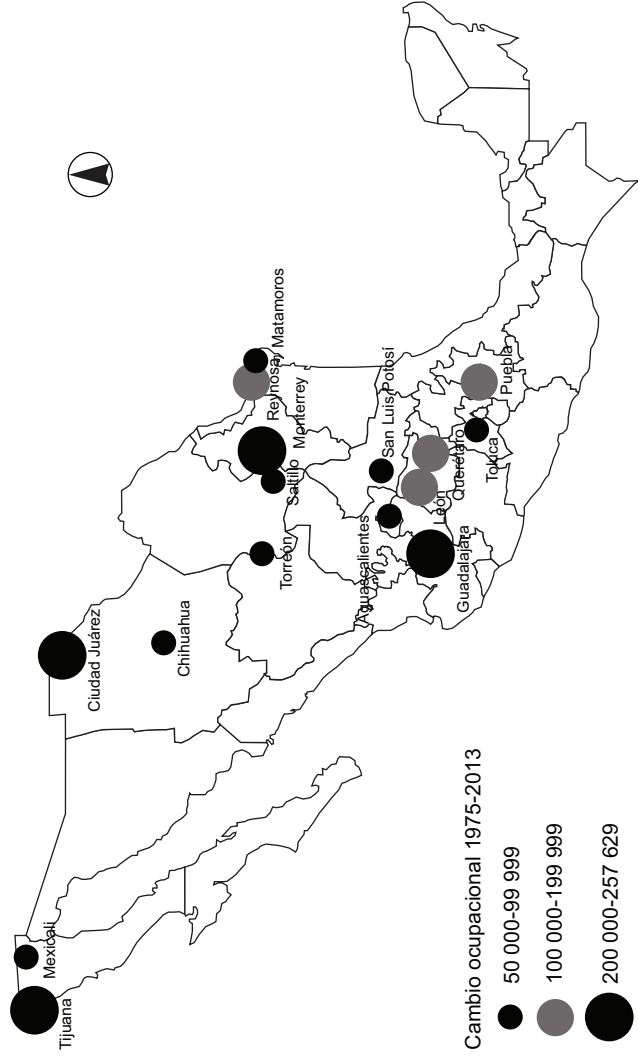 Tijuana
Mexicali
Ciudad Juárez
Chihuahua
Torreón
Saltillo
Monterrey
Reynosa
Matamoros
Aguascalientes
San Luis Potosí
Guadalajara
León
Querétaro
Toluca
Puebla
Cambio ocupacional 1975-2013
50 000-99 999
100 000-199 999
200 000-257 629